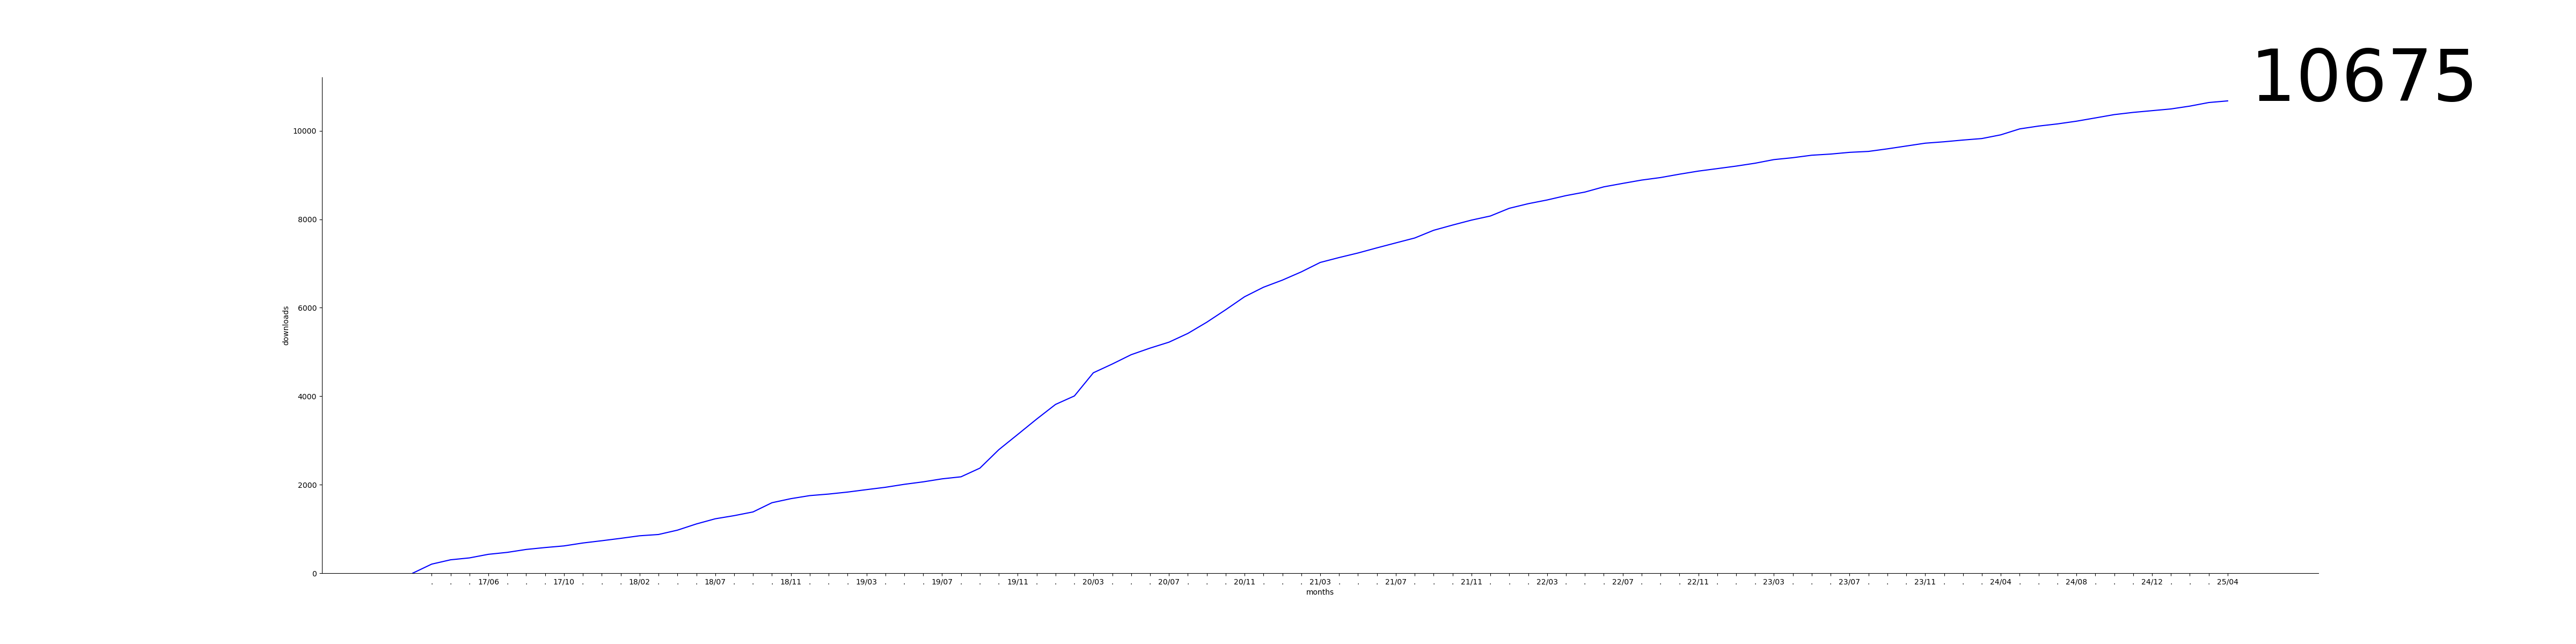 10675
10000
8000
6000
4000
2000
0
downloads
. . . 17/06 . . . 17/10 . . . 18/02 . . . 18/07 . . . 18/11 . . . 19/03 . . . 19/07 . . . 19/11 . . . 20/03 . . . 20/07 . . . 20/11 . . . 21/03 . . . 21/07 . . . 21/11 . . . 22/03 . . . 22/07 . . . 22/11 . . . 23/03 . . . 23/07 . . . 23/11 . . . 24/04 . . . 24/08 . . . 24/12 . . . 25/04
months